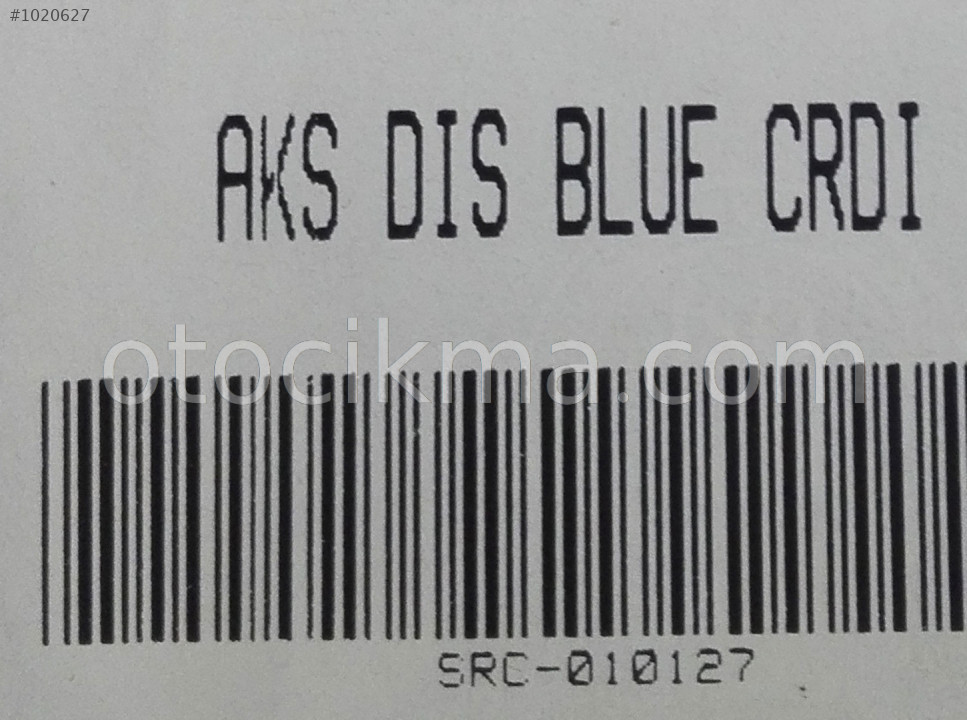 #1020627
AKS DIS BLUE CRDI
otocikma.com
SRC-010127